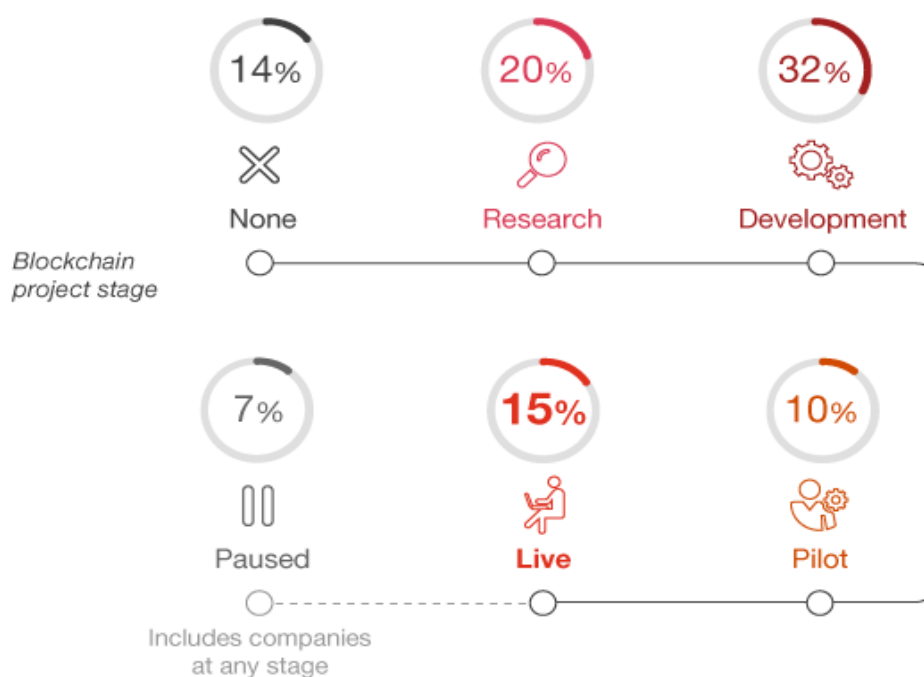 14%
20%
32%
None
Research
Development
Blockchain
project stage
7%
15%
10%
Paused
Live
Pilot
Includes companies
at any stage